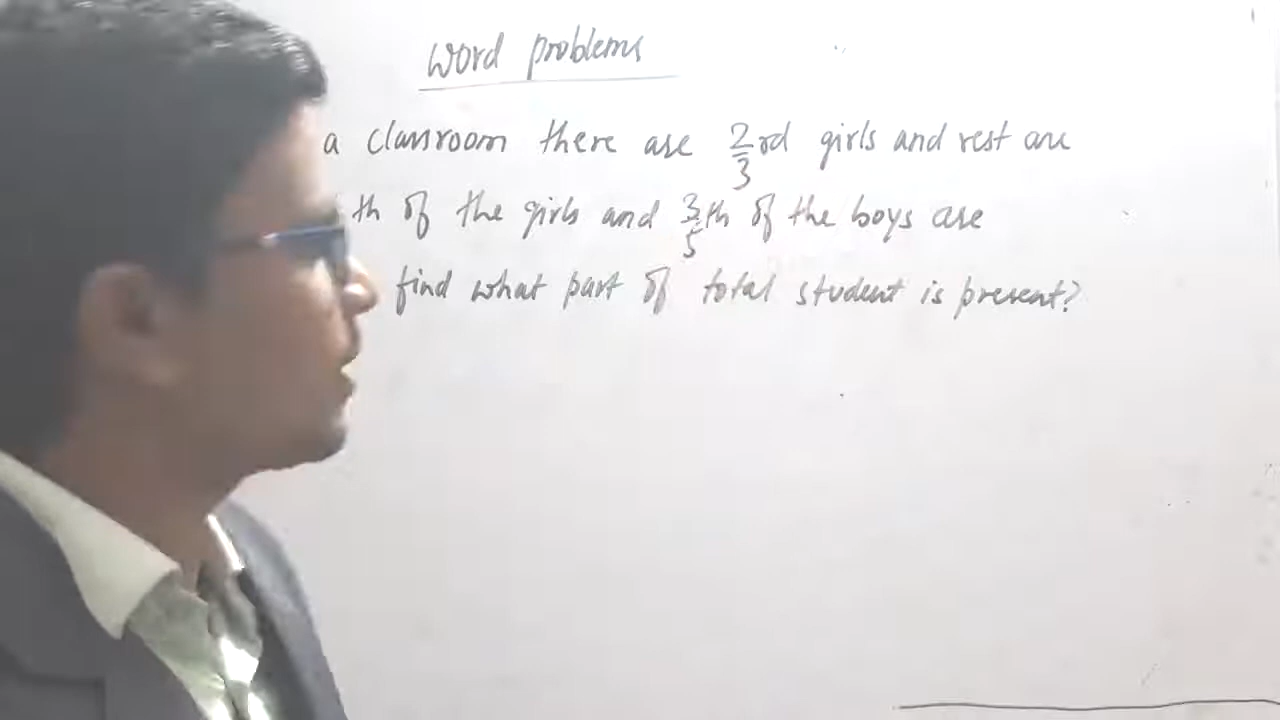 Word problems
a classroom there are 2/3rd girls and rest are
th of the girls and 3/5th of the boys are
find what part of total student is present?